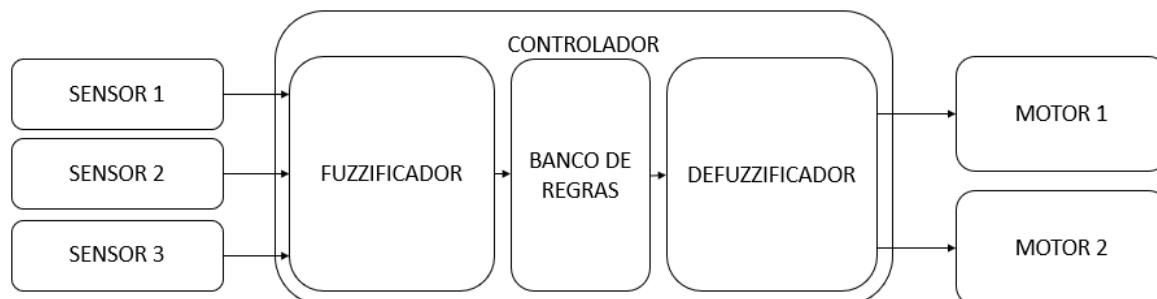 CONTROLADOR
SENSOR 1
SENSOR 2
SENSOR 3
FUZZIFICADOR
BANCO DE
REGRAS
DEFUZZIFICADOR
MOTOR 1
MOTOR 2